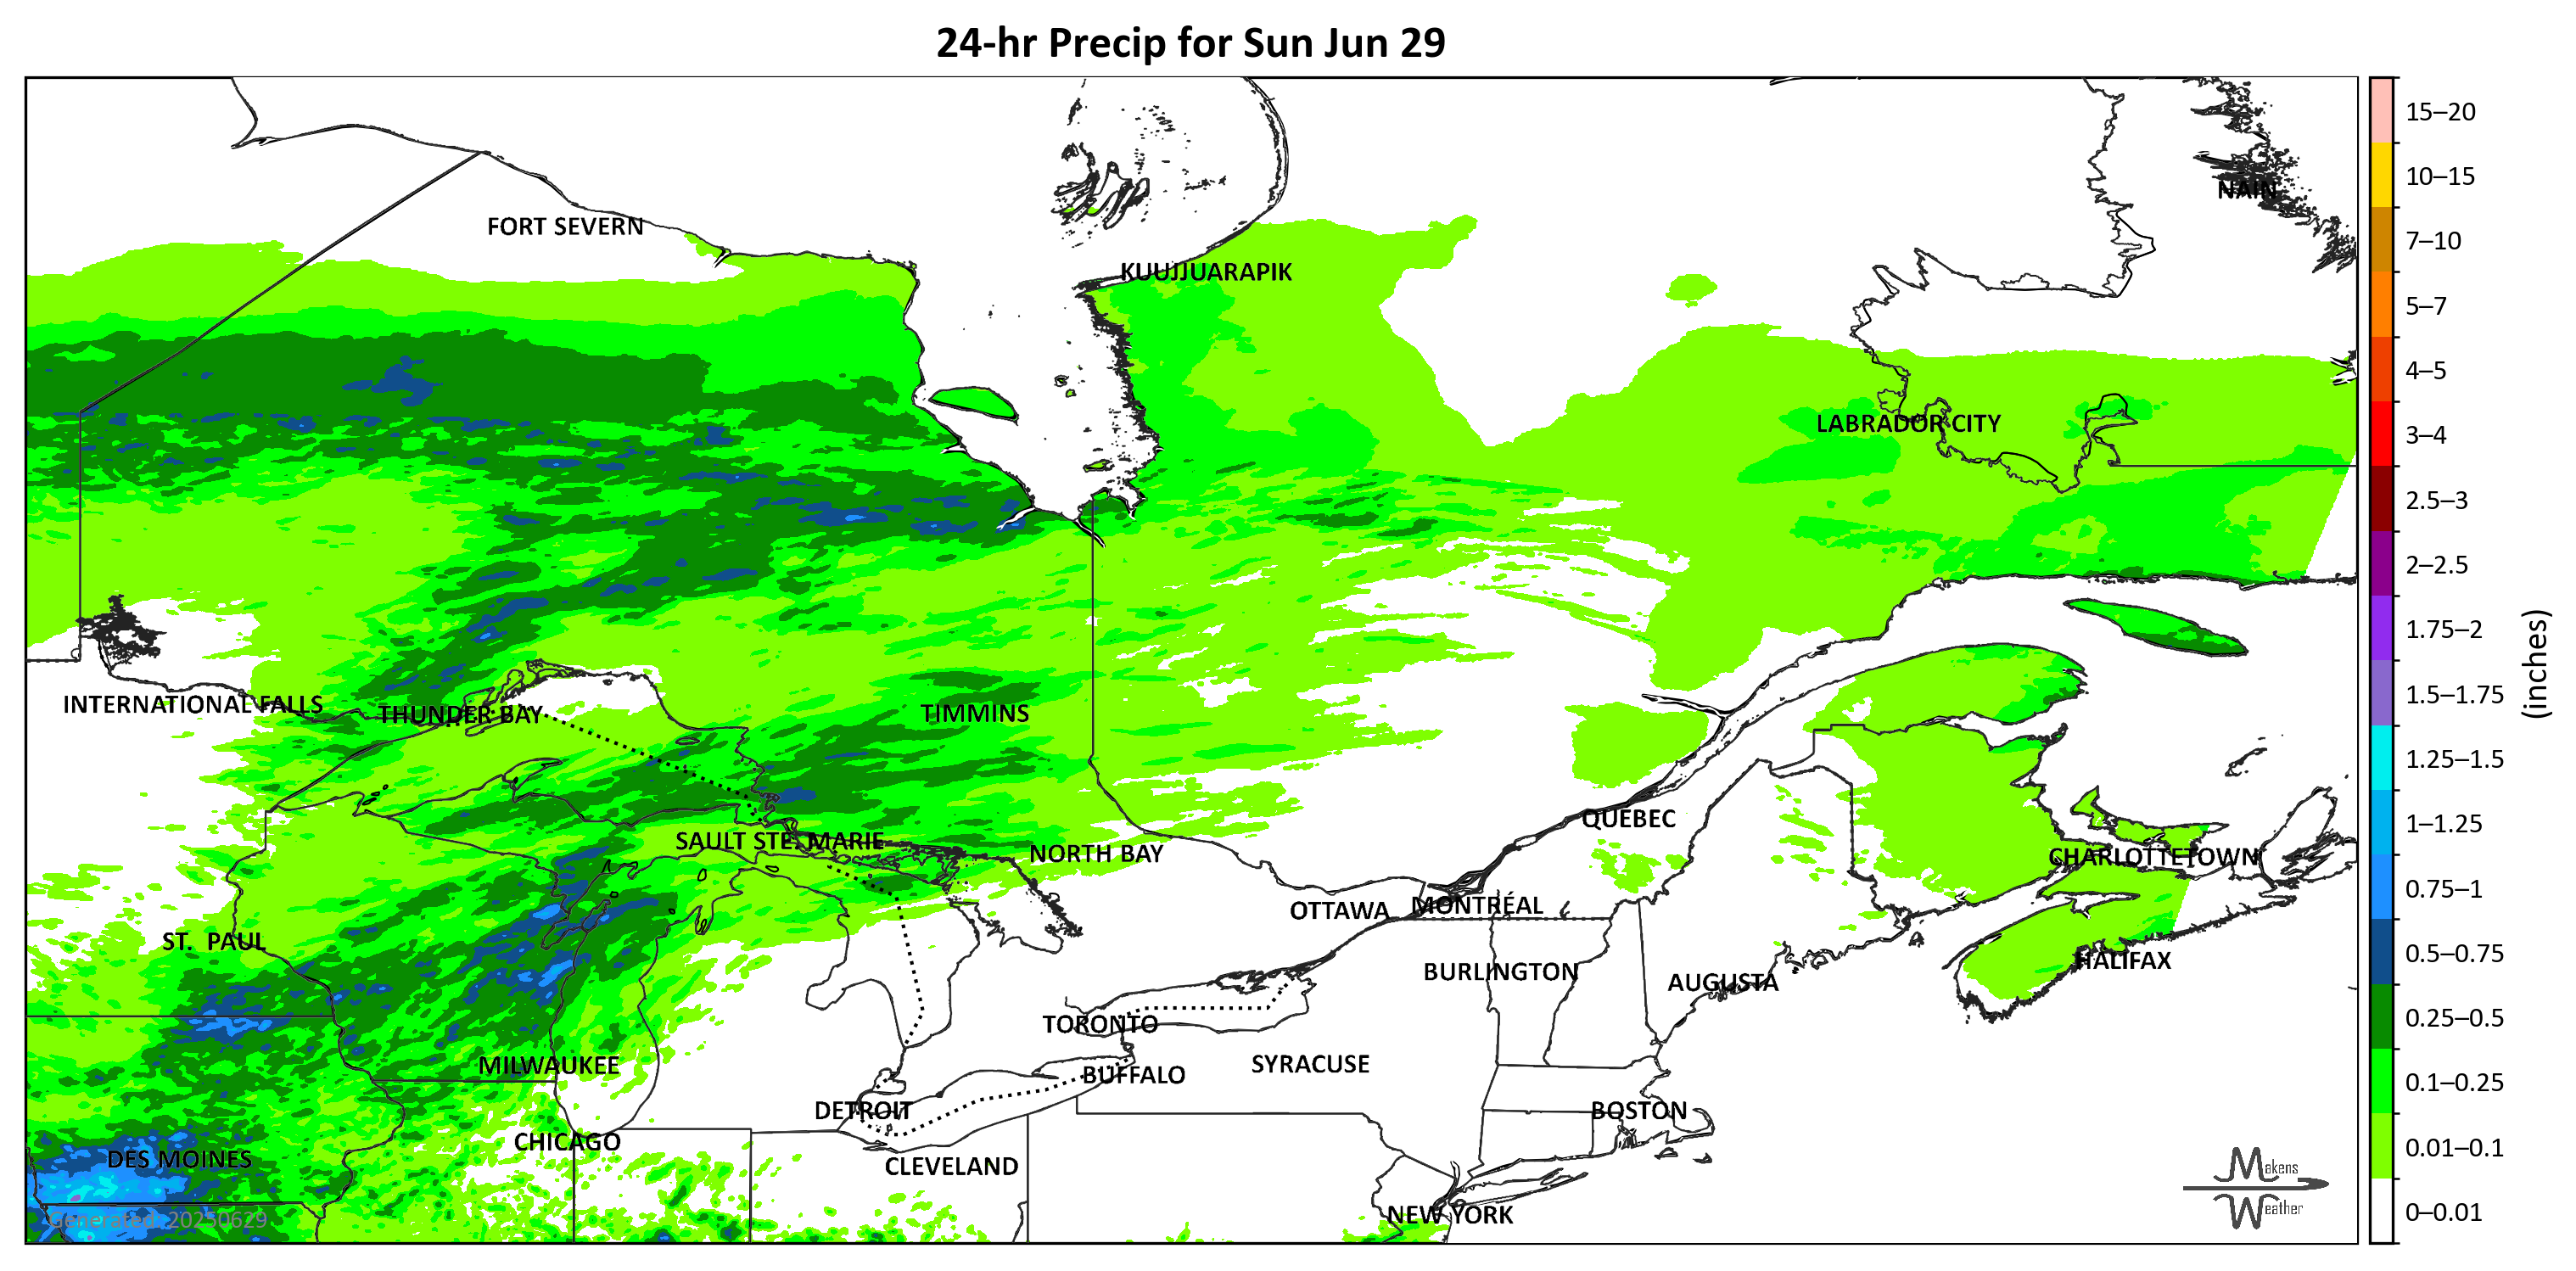 24-hr Precip for Sun Jun 29
15–20
NAIN
10–15
FORT SEVERN
7–10
KUUJJUARAPIK
5–7
4–5
LABRADOR CITY
3–4
2.5–3
2–2.5
1.75–2
(inches)
INTERNATIONAL FALLS
THUNDER BAY
TIMMINS
1.5–1.75
1.25–1.5
QUEBEC
1–1.25
SAULT STE. MARIE
NORTH BAY
CHARLOTTETOWN
0.75–1
OTTAWA
MONTRÉAL
ST. PAUL
HALIFAX
0.5–0.75
BURLINGTON
AUGUSTA
TORONTO
0.25–0.5
MILWAUKEE
SYRACUSE
BUFFALO
0.1–0.25
DETROIT
BOSTON
CHICAGO
0.01–0.1
DES MOINES
CLEVELAND
Makens
Weather
Generated: 20250629
NEW YORK
0–0.01